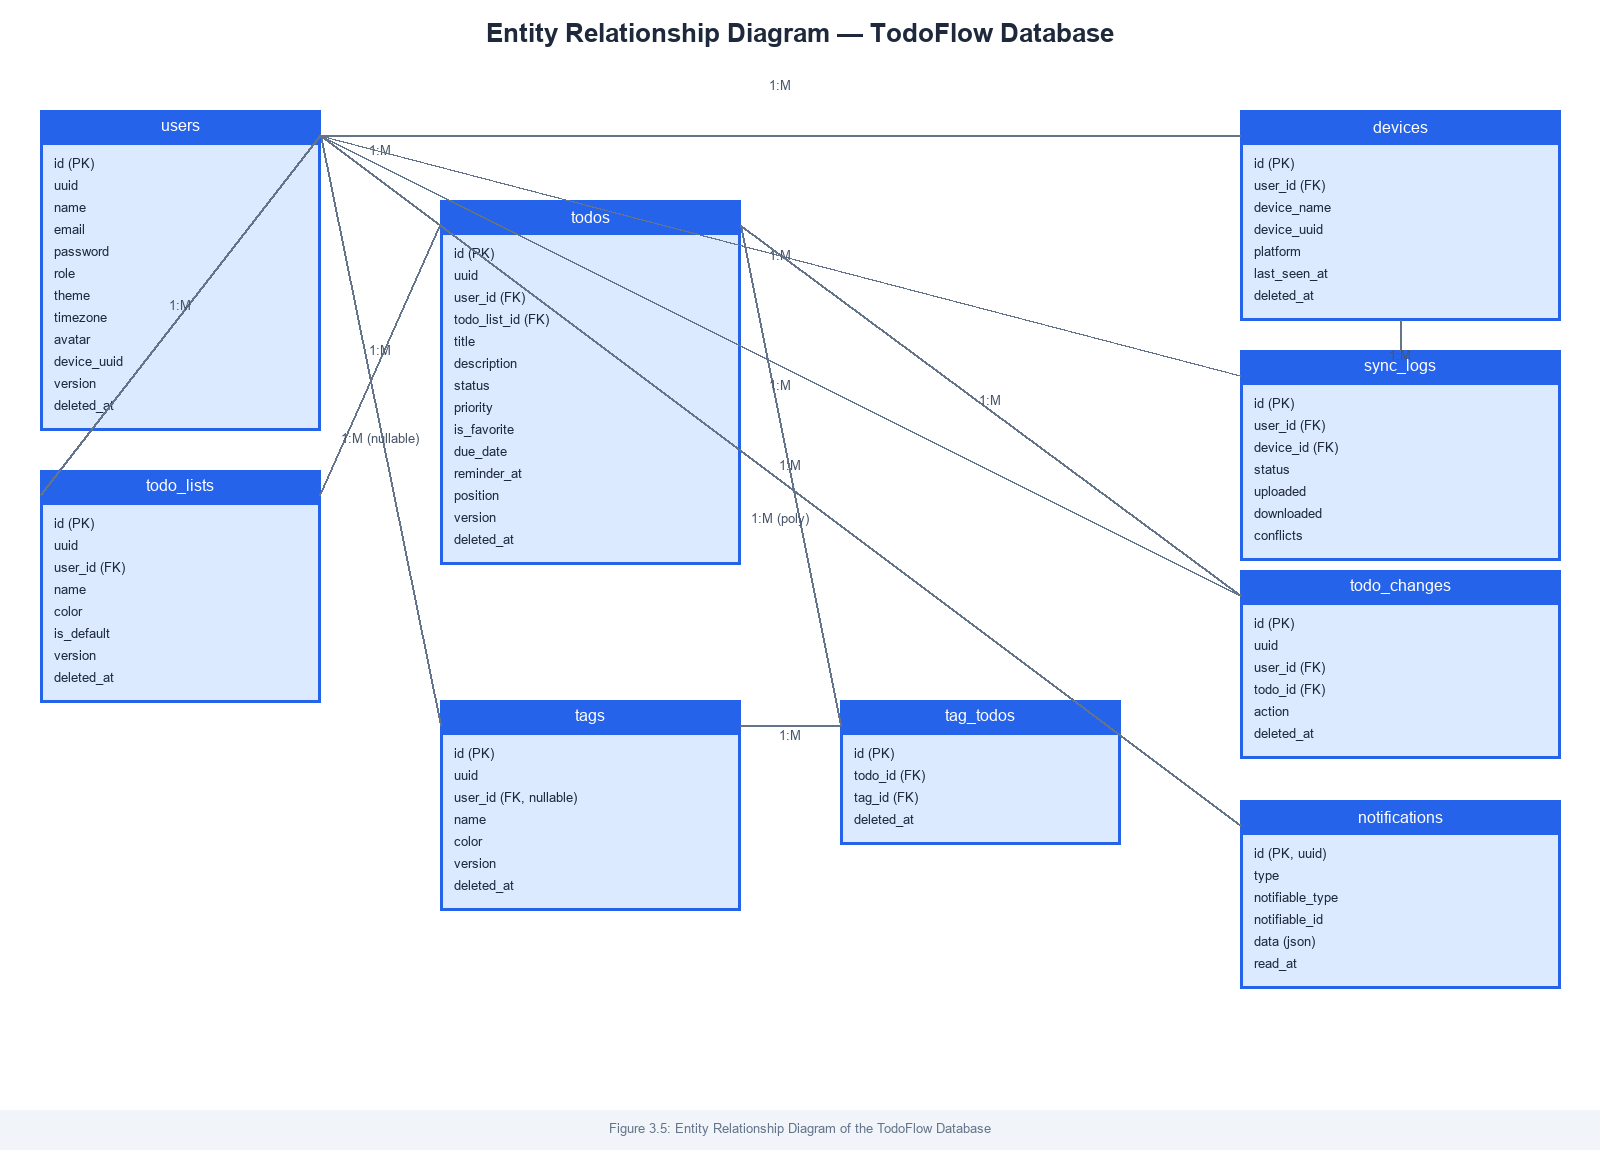 Entity Relationship Diagram — TodoFlow Database
1:M
users
id (PK)
uuid
name
email
password
role
theme
timezone
avatar
device_uuid
version
deleted_at
1:M
1:M
1:M
1:M (nullable)
todo_lists
id (PK)
uuid
user_id (FK)
name
color
is_default
version
deleted_at
todos
id (PK)
uuid
user_id (FK)
todo_list_id (FK)
title
description
status
priority
is_favorite
due_date
reminder_at
position
version
deleted_at
1:M
1:M
1:M
1:M
1:M (poly)
tags
id (PK)
uuid
user_id (FK, nullable)
name
color
version
deleted_at
1:M
tag_todos
id (PK)
todo_id (FK)
tag_id (FK)
deleted_at
devices
id (PK)
user_id (FK)
device_name
device_uuid
platform
last_seen_at
deleted_at
1:M
sync_logs
id (PK)
user_id (FK)
device_id (FK)
status
uploaded
downloaded
conflicts
todo_changes
id (PK)
uuid
user_id (FK)
todo_id (FK)
action
deleted_at
notifications
id (PK, uuid)
type
notifiable_type
notifiable_id
data (json)
read_at
Figure 3.5: Entity Relationship Diagram of the TodoFlow Database